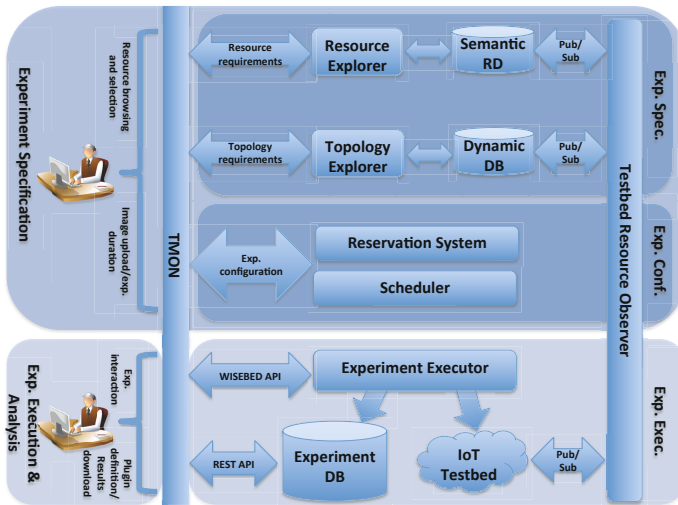 Experiment Specification
Resource browsing
and selection
Image upload/exp.
duration
TMON
Resource
requirements
Resource
Explorer
Semantic
RD
Pub/
Sub
Topology
requirements
Topology
Explorer
Dynamic
DB
Pub/
Sub
Exp. Spec.
Exp.
configuration
Reservation System
Scheduler
Exp. Conf.
Testbed Resource Observer
Exp. Execution &
Analysis
Exp.
interaction
Plugin
definition/
Results
download
WISEBED API
Experiment Executor
REST API
Experiment
DB
IoT
Testbed
Pub/
Sub
Exp. Exec.